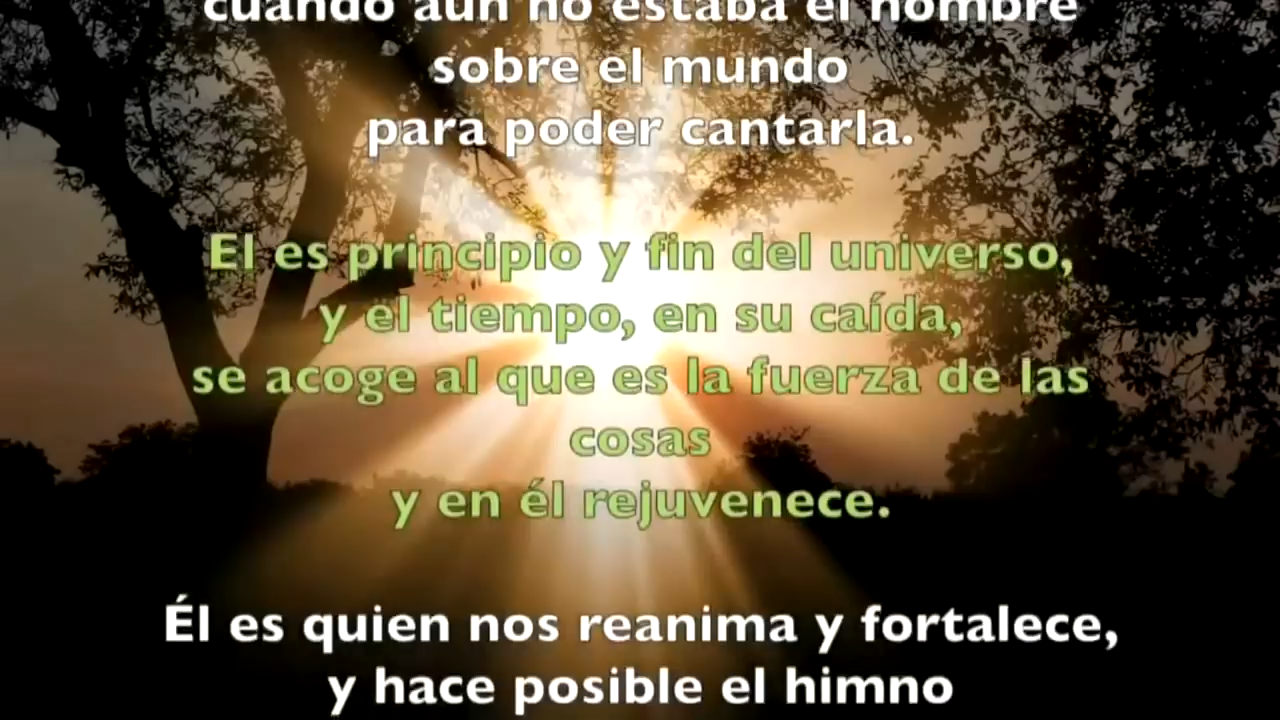 cuando aún no estaba el hombre
sobre el mundo
para poder cantarla.
El es principio y fin del universo,
y el tiempo, en su caída,
se acoge al que es la fuerza de las
cosas
y en él rejuvenece.
Él es quien nos reanima y fortalece,
y hace posible el himno